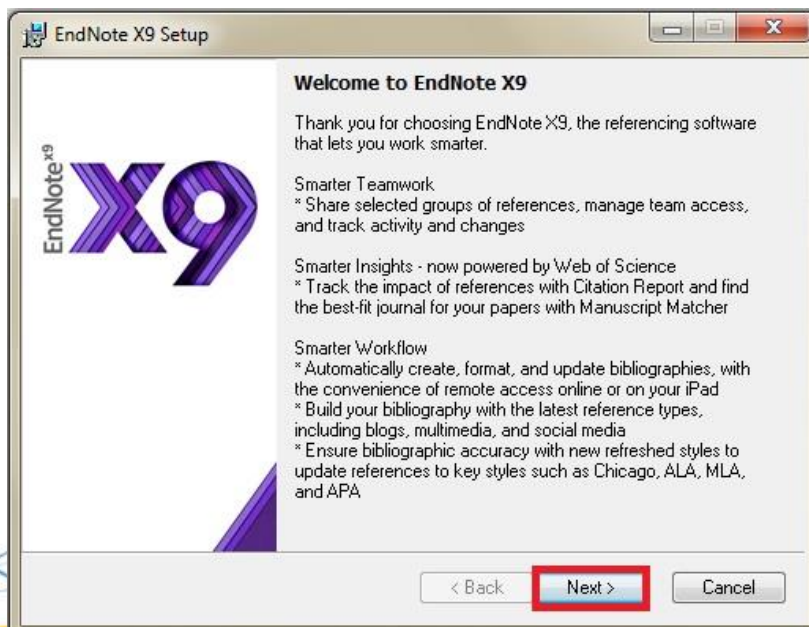 EndNote X9 Setup
EndNote X9
X9
Welcome to EndNote X9
Thank you for choosing EndNote X9, the referencing software
that lets you work smarter.
Smarter Teamwork
* Share selected groups of references, manage team access,
and track activity and changes
Smarter Insights - now powered by Web of Science
* Track the impact of references with Citation Report and find
the best-fit journal for your papers with Manuscript Matcher
Smarter Workflow
* Automatically create, format, and update bibliographies, with
the convenience of remote access online or on your iPad
* Build your bibliography with the latest reference types,
including blogs, multimedia, and social media
* Ensure bibliographic accuracy with new refreshed styles to
update references to key styles such as Chicago, ALA, MLA,
and APA
< Back
Next >
Cancel